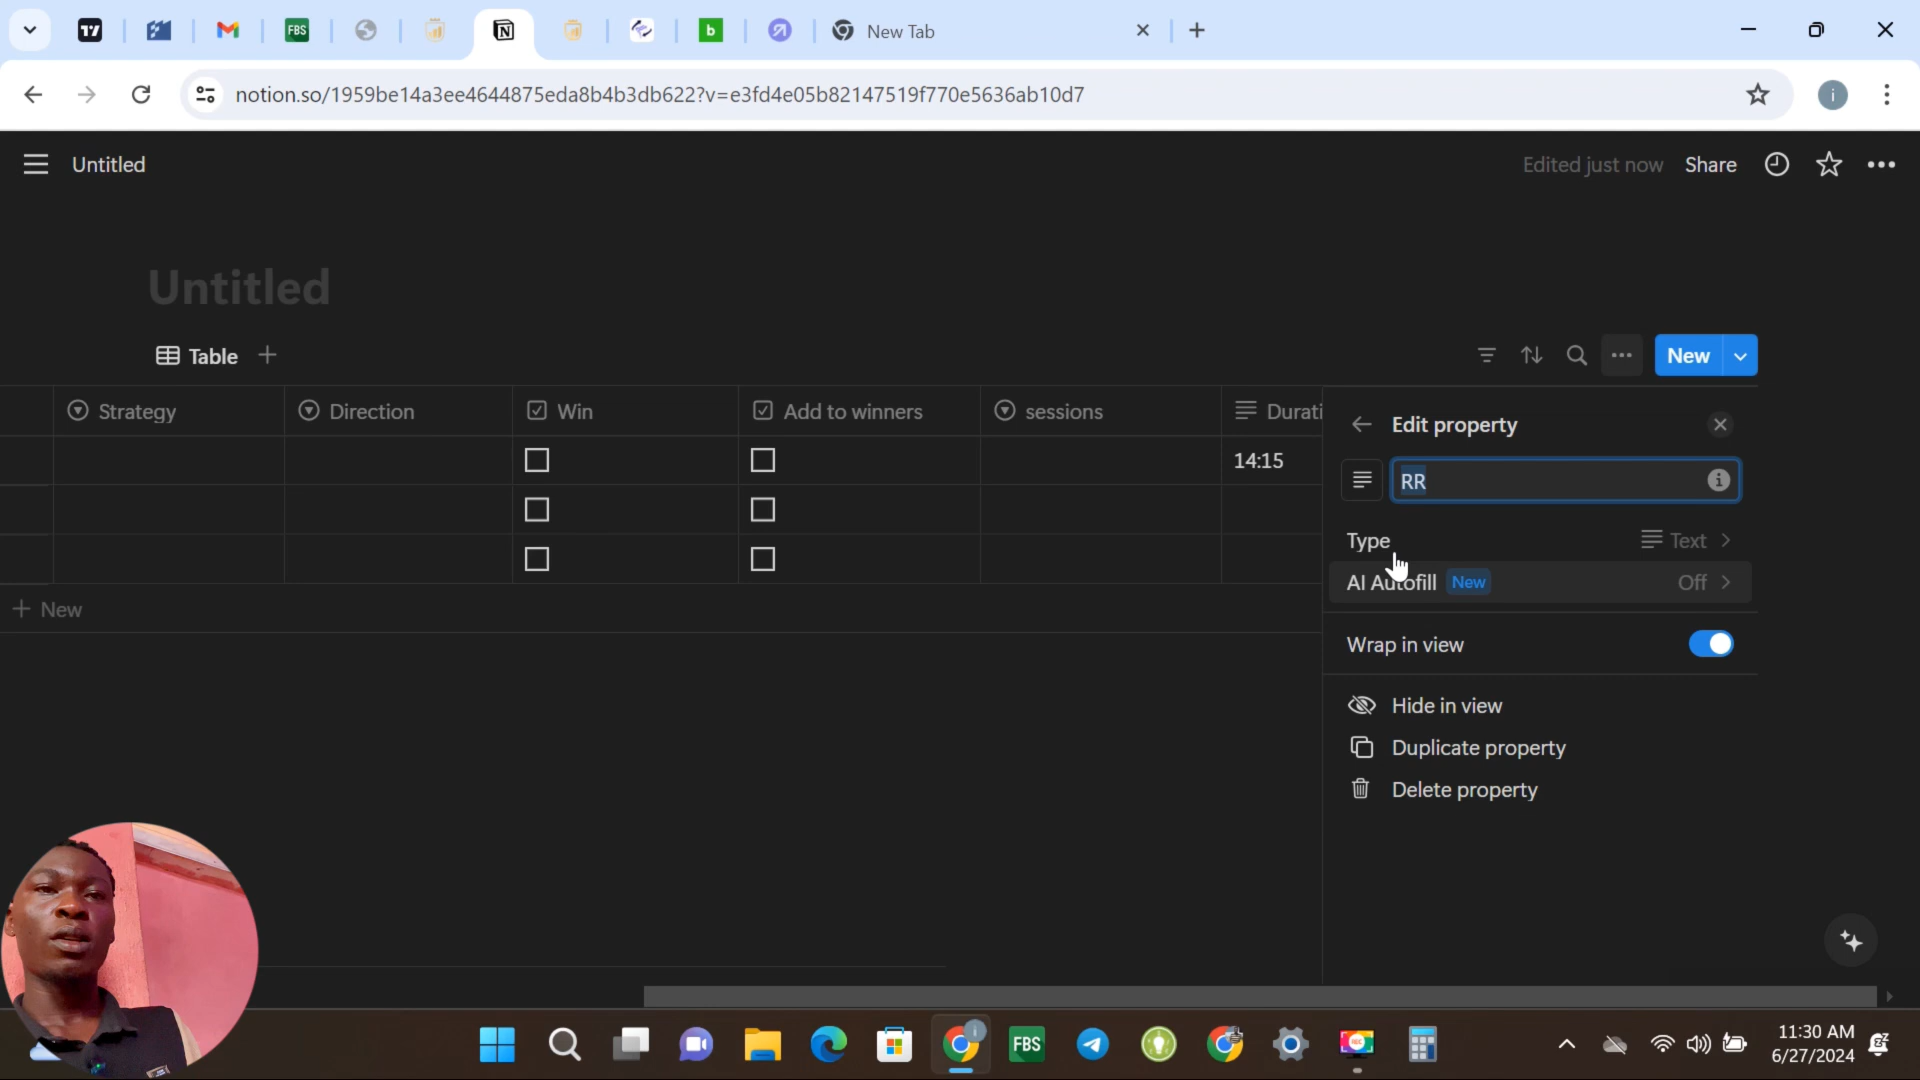 New Tab
notion.so/1959be14a3ee4644875eda8b4b3db622?v=e3fd4e05b82147519f770e5636ab10d7
i
Untitled
Edited just now
Share
Untitled
Table
New
Strategy
Direction
Win
Add to winners
sessions
Durati
14:15
New
Edit property
RR
Type
Text
AI Autofill
New
Off
Wrap in view
Hide in view
Duplicate property
Delete property
FBS
FBS
11:30 AM
6/27/2024